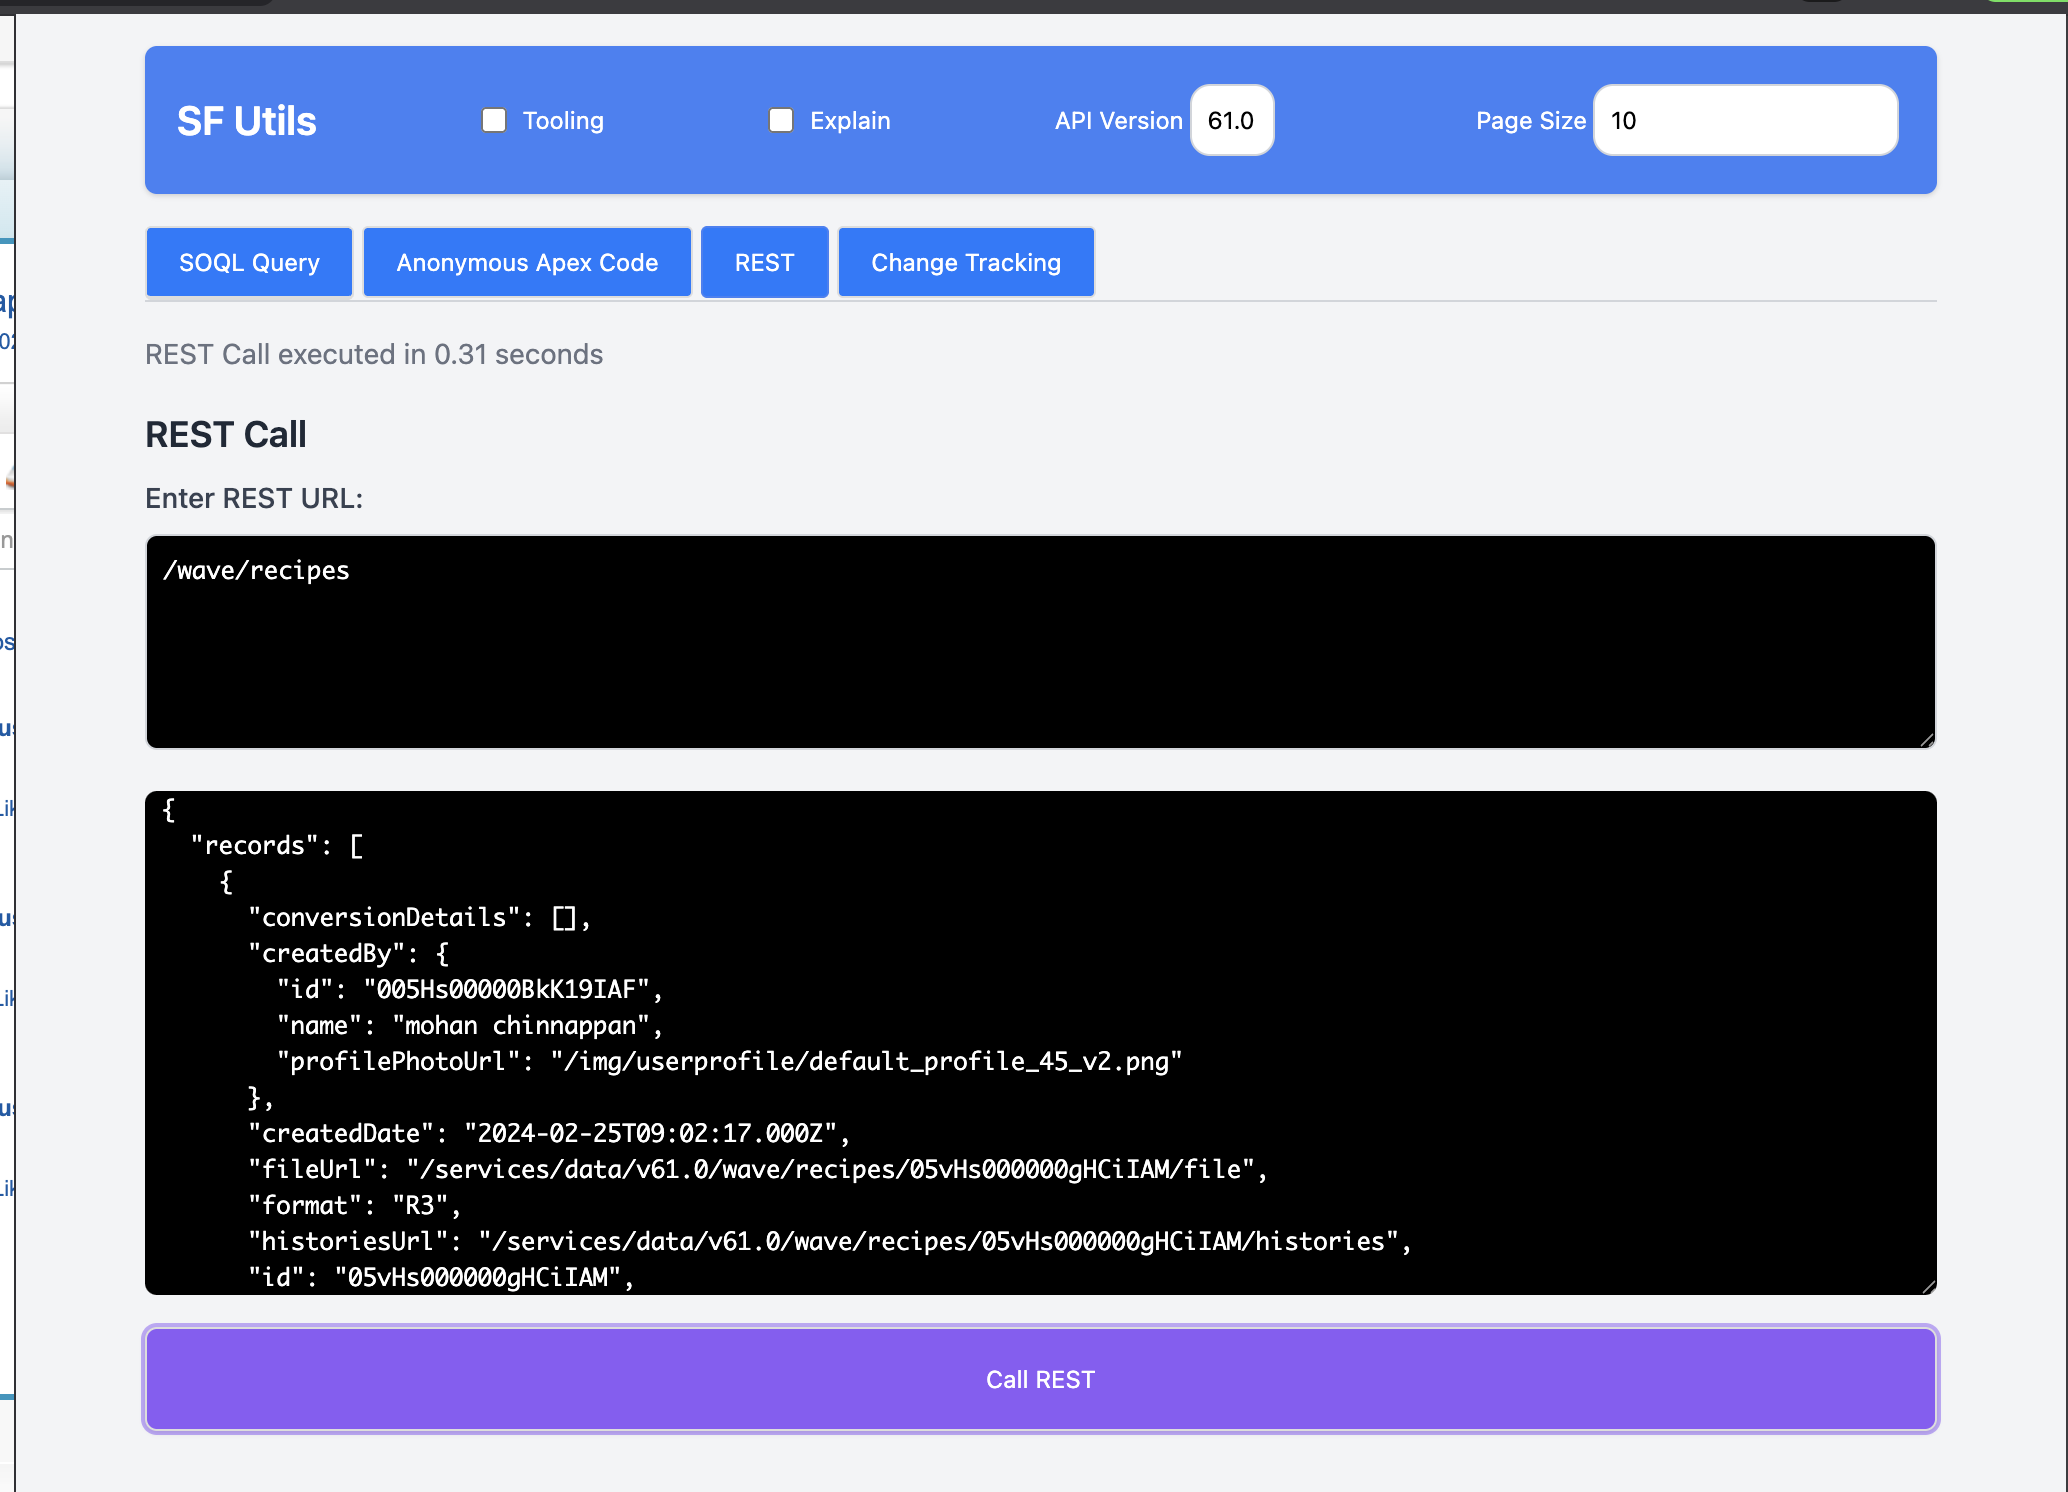 SF Utils Tooling Explain API Version 61.0 Page Size 10
SOQL Query Anonymous Apex Code REST Change Tracking
REST Call executed in 0.31 seconds
REST Call
Enter REST URL:
/wave/recipes
{
"records": [
{
"conversionDetails": [],
"createdBy": {
"id": "005Hs00000BkK19IAF",
"name": "mohan chinnappan",
"profilePhotoUrl": "/img/userprofile/default_profile_45_v2.png"
},
"createdDate": "2024-02-25T09:02:17.000Z",
"fileUrl": "/services/data/v61.0/wave/recipes/05vHs000000gHCiIAM/file",
"format": "R3",
"historiesUrl": "/services/data/v61.0/wave/recipes/05vHs000000gHCiIAM/histories",
"id": "05vHs000000gHCiIAM",
Call REST